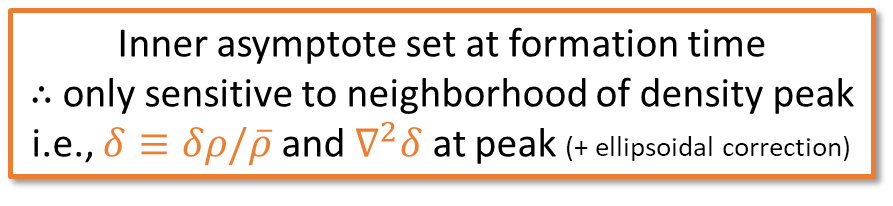 Inner asymptote set at formation time
∴ only sensitive to neighborhood of density peak
i.e., δ ≡ δρ/ρ̄ and ∇²δ at peak (+ ellipsoidal correction)